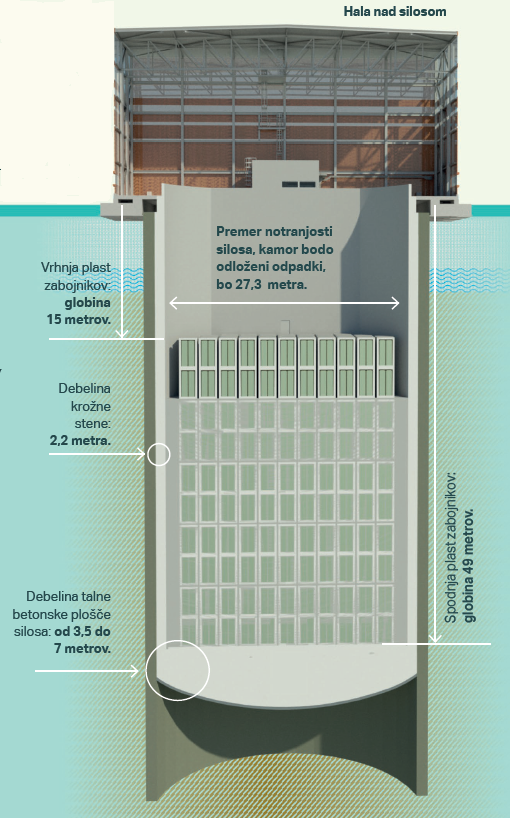 Hala nad silosom
Premer notranjosti
silosa, kamor bodo
odloženi odpadki,
bo 27,3 metra.
Vrhnja plast
zabojnikov:
globina
15 metrov.
Debelina
krožne
stene:
2,2 metra.
Spodnja plast zabojnikov:
globina 49 metrov.
Debelina talne
betonske plošče
silosa: od 3,5 do
7 metrov.